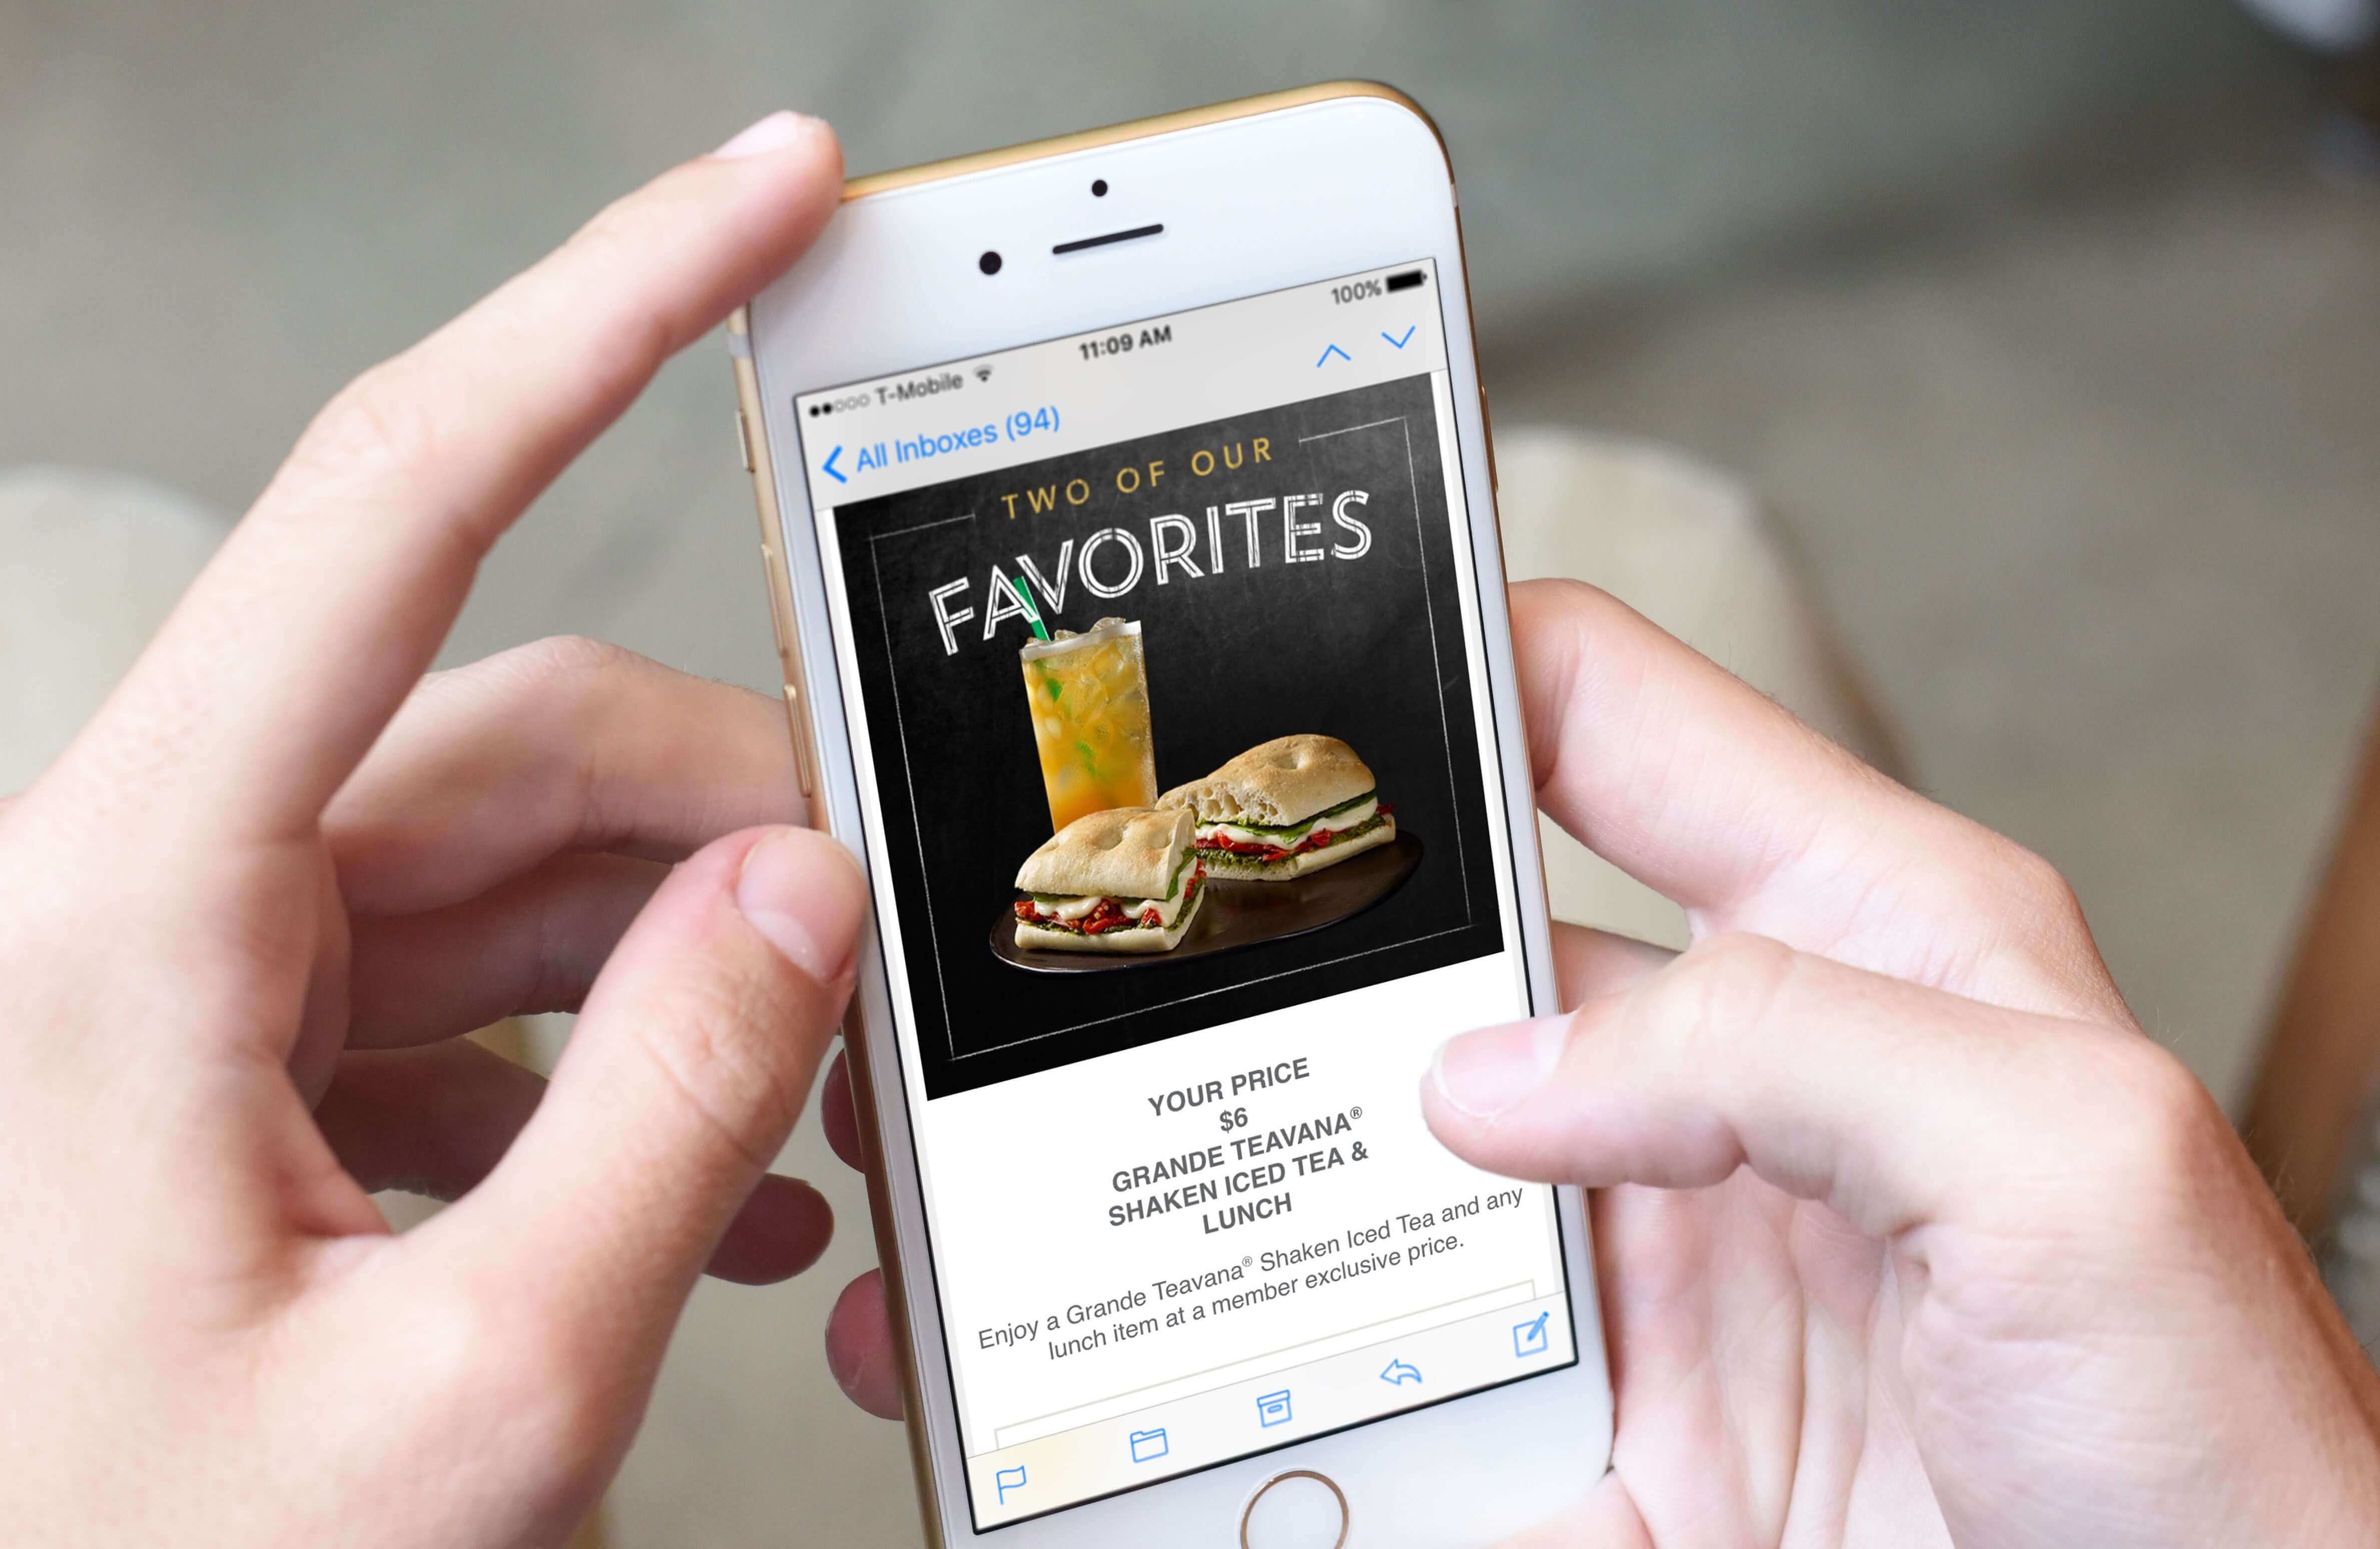 T-Mobile
11:09 AM
100%
All Inboxes (94)
TWO OF OUR
FAVORITES
YOUR PRICE
$6
GRANDE TEAVANA®
SHAKEN ICED TEA &
LUNCH
Enjoy a Grande Teavana® Shaken Iced Tea and any
lunch item at a member exclusive price.